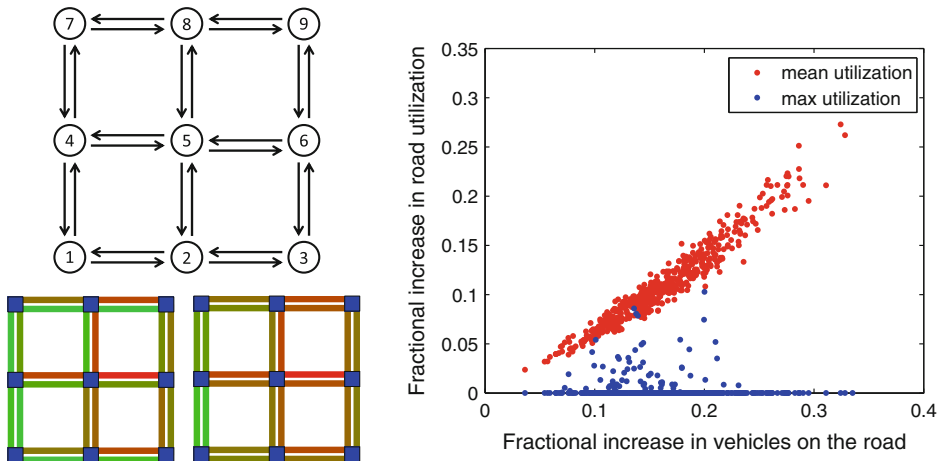 7 8 9
4 5 6
1 2 3
Fractional increase in road utilization
0.35
0.3
0.25
0.2
0.15
0.1
0.05
0
mean utilization
max utilization
0 0.1 0.2 0.3 0.4
Fractional increase in vehicles on the road